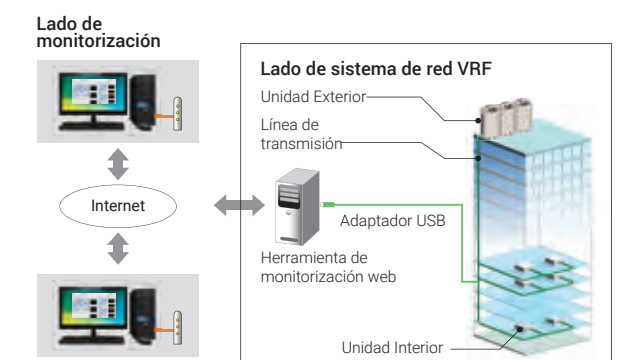 Lado de
monitorización
Internet
Lado de sistema de red VRF
Unidad Exterior
Línea de
transmisión
Adaptador USB
Herramienta de
monitorización web
Unidad Interior